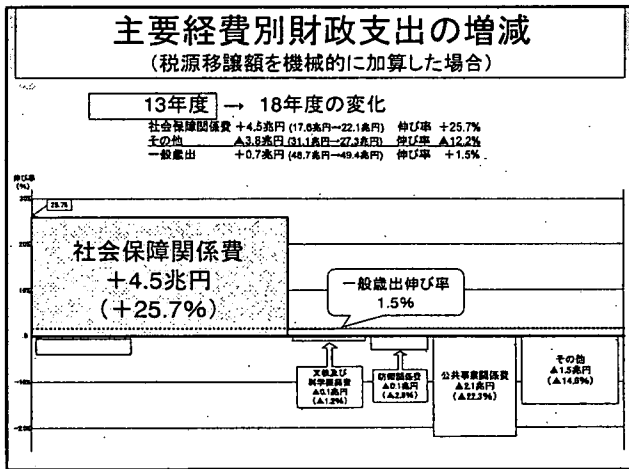 主要経費別財政支出の増減
(税源移譲額を機械的に加算した場合)
13年度 → 18年度の変化
社会保障関係費 +4.5兆円 (17.6兆円→22.1兆円) 伸び率 +25.7%
その他 ▲3.8兆円 (31.1兆円→27.3兆円) 伸び率 ▲12.2%
一般歳出 +0.7兆円 (48.7兆円→49.4兆円) 伸び率 +1.5%
伸び率
(%)
30%
20%
10%
0
-10%
-20%
社会保障関係費
+4.5兆円
(+25.7%)
一般歳出伸び率
1.5%
文教及び
科学振興費
▲0.1兆円
(▲1.2%)
防衛関係費
▲0.1兆円
公共事業関係費
▲2.1兆円
(▲22.3%)
その他
▲1.5兆円
(▲14.8%)